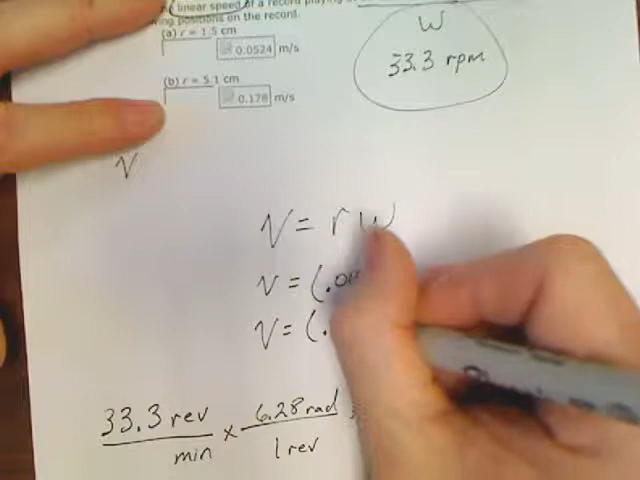 linear speed of a record playing
ing positions on the record.
(a) r = 1.5 cm
0.0524 m/s
(b) r = 5.1 cm
0.178 m/s
W
33.3 rpm
V
V = r W
V = (.0
V = (.
33.3 rev x 6.28 rad
min 1 rev